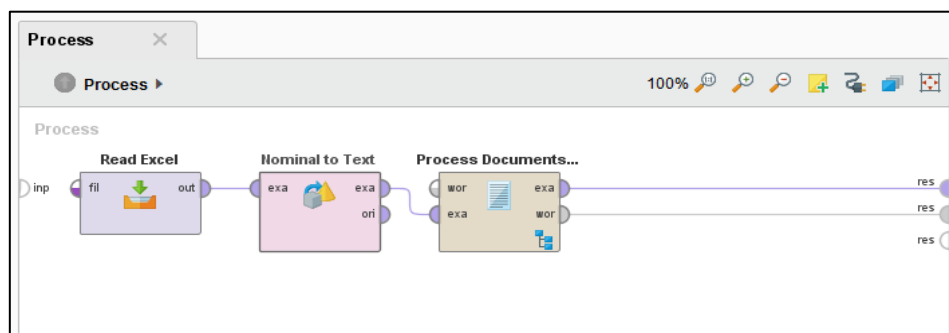 Process
Process
100%
Process
Read Excel
Nominal to Text
Process Documents...
inp
fil
out
exa
exa
ori
wor
exa
exa
wor
res
res
res